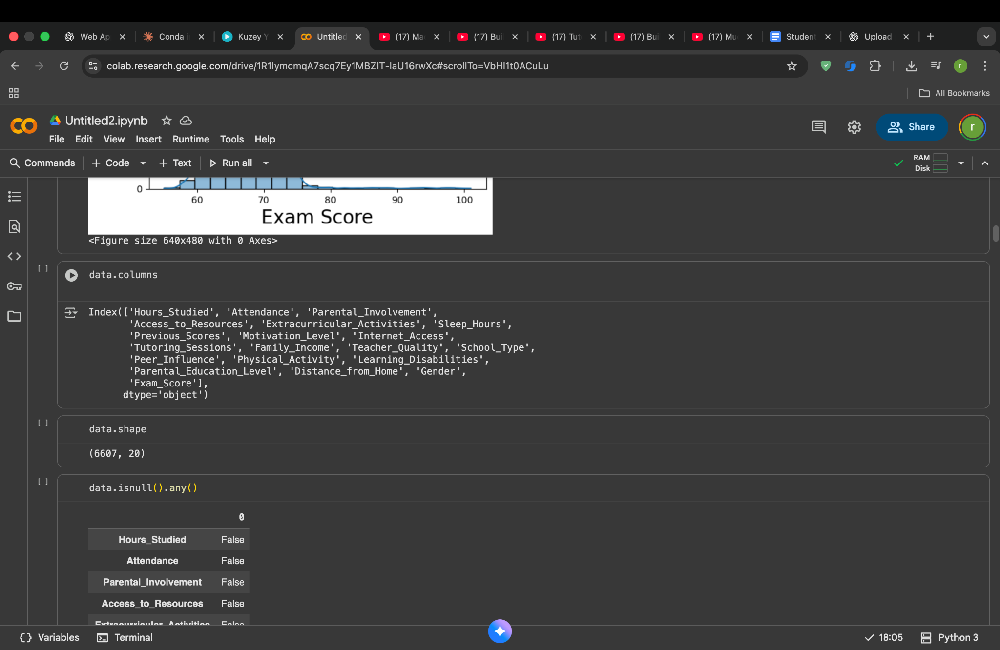 Web Ap
Conda i
Kuzey Y
Untitled
(17) Ma
(17) Bui
(17) Tut
(17) Bui
(17) Mu
Student
Upload
colab.research.google.com/drive/1R1lymcmqA7scq7Ey1MBZIT-laU16rwXc#scrollTo=VbHl1t0ACuLu
r
All Bookmarks
CO
Untitled2.ipynb
Share
r
File Edit View Insert Runtime Tools Help
Commands + Code + Text Run all
RAM
Disk
0
60 70 80 90 100
Exam Score
<Figure size 640x480 with 0 Axes>
[ ] data.columns
Index(['Hours_Studied', 'Attendance', 'Parental_Involvement',
'Access_to_Resources', 'Extracurricular_Activities', 'Sleep_Hours',
'Previous_Scores', 'Motivation_Level', 'Internet_Access',
'Tutoring_Sessions', 'Family_Income', 'Teacher_Quality', 'School_Type',
'Peer_Influence', 'Physical_Activity', 'Learning_Disabilities',
'Parental_Education_Level', 'Distance_from_Home', 'Gender',
'Exam_Score'],
dtype='object')
[ ] data.shape
(6607, 20)
[ ] data.isnull().any()
0
Hours_Studied False
Attendance False
Parental_Involvement False
Access_to_Resources False
Extracurricular_Activities False
{} Variables Terminal
18:05 Python 3